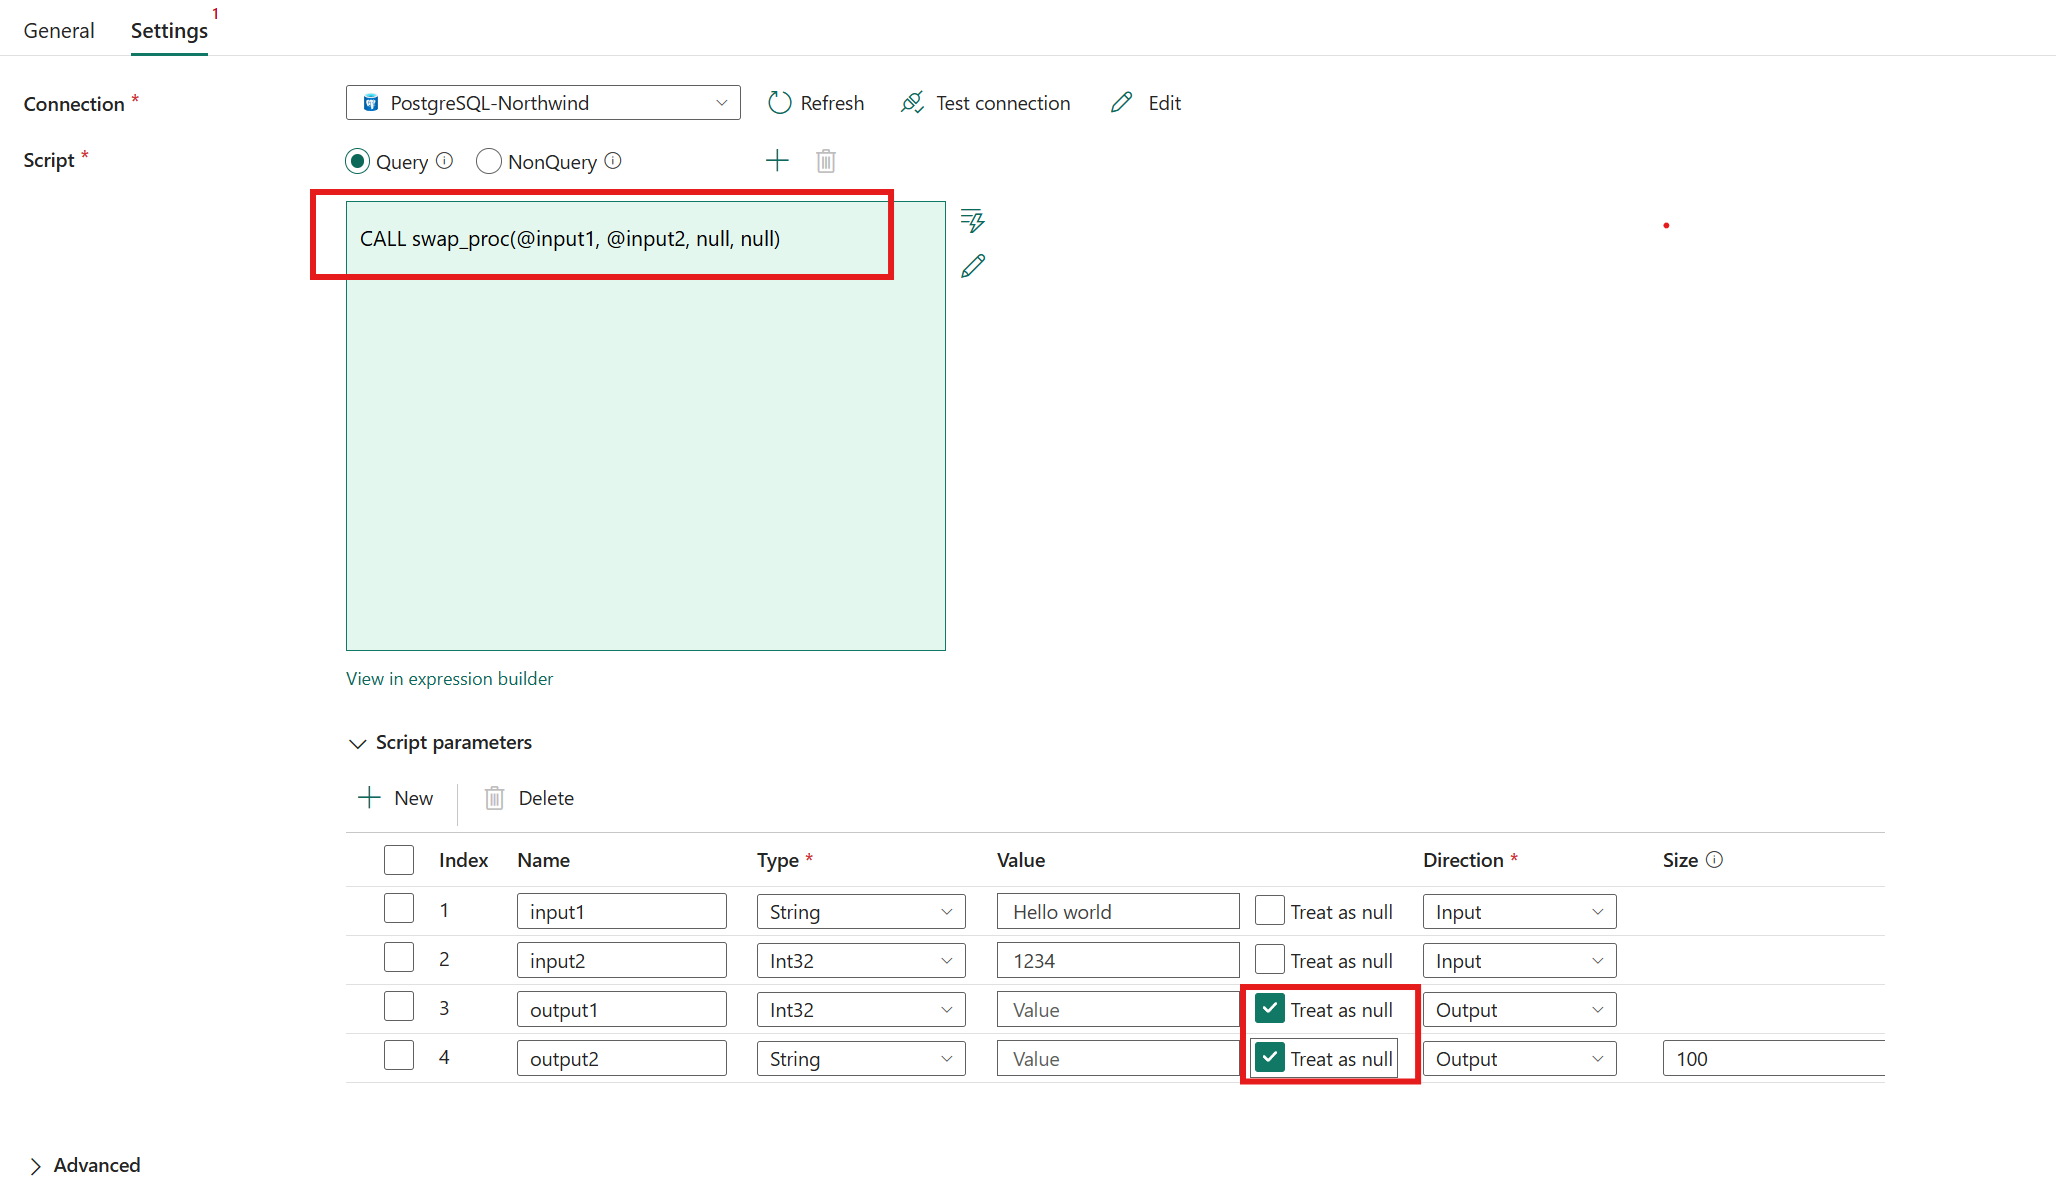 General Settings 1
Connection * PostgreSQL-Northwind Refresh Test connection Edit
Script * Query NonQuery
CALL swap_proc(@input1, @input2, null, null)
View in expression builder
Script parameters
New Delete
Index Name Type * Value Direction * Size
1 input1 String Hello world Treat as null Input
2 input2 Int32 1234 Treat as null Input
3 output1 Int32 Value Treat as null Output
4 output2 String Value Treat as null Output 100
Advanced